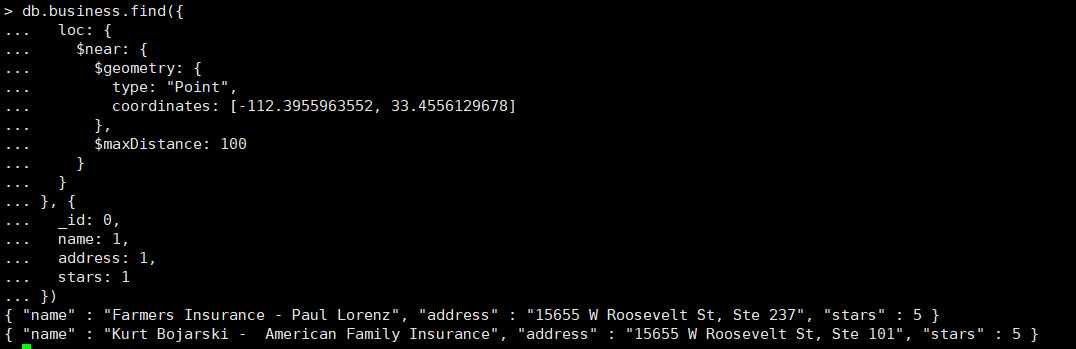 > db.business.find({
...   loc: {
...     $near: {
...       $geometry: {
...         type: "Point",
...         coordinates: [-112.3955963552, 33.4556129678]
...       },
...       $maxDistance: 100
...     }
...   }
... }, {
...   _id: 0,
...   name: 1,
...   address: 1,
...   stars: 1
... })
{ "name" : "Farmers Insurance - Paul Lorenz", "address" : "15655 W Roosevelt St, Ste 237", "stars" : 5 }
{ "name" : "Kurt Bojarski -  American Family Insurance", "address" : "15655 W Roosevelt St, Ste 101", "stars" : 5 }